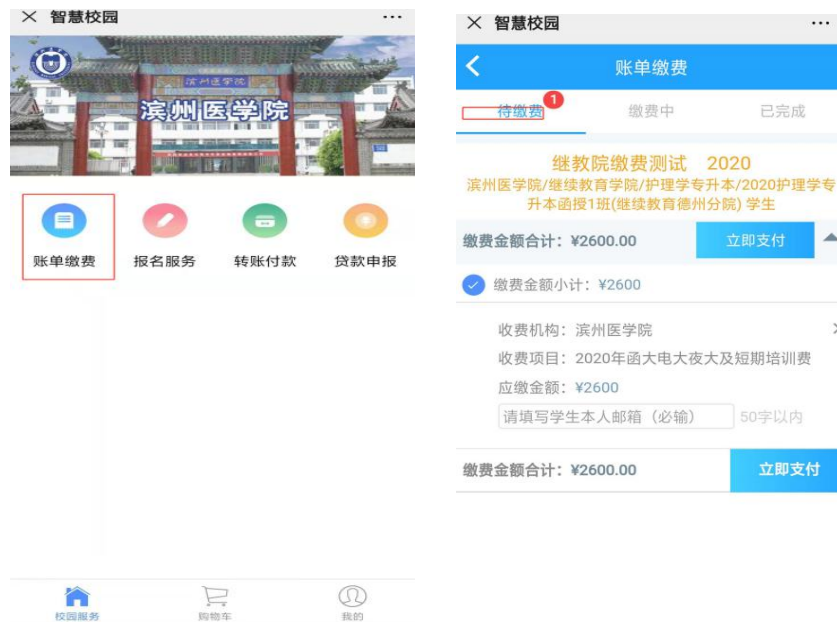 智慧校园
滨州医学院
滨州医学院
账单缴费
报名服务
转账付款
贷款申报
校园服务
购物车
我的
智慧校园
账单缴费
待缴费
1
缴费中
已完成
继教院缴费测试 2020
滨州医学院/继续教育学院/护理学专升本/2020护理学专
升本函授1班(继续教育德州分院) 学生
缴费金额合计：¥2600.00
立即支付
缴费金额小计：¥2600
收费机构：滨州医学院
收费项目：2020年函大电大夜大及短期培训费
应缴金额：¥2600
请填写学生本人邮箱（必输）
50字以内
缴费金额合计：¥2600.00
立即支付